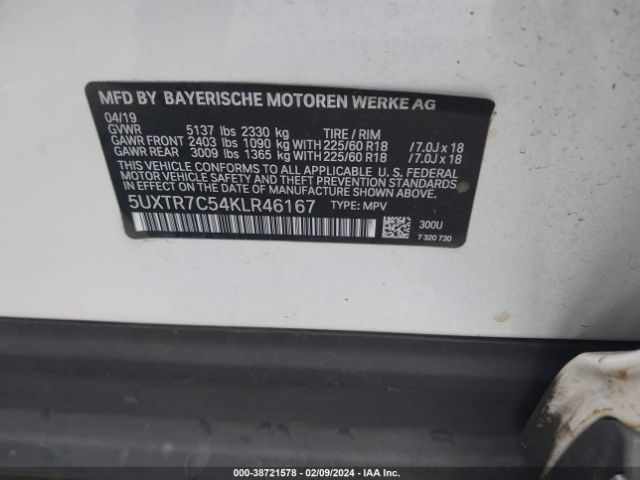 MFD BY BAYERISCHE MOTOREN WERKE AG
04/19
GVWR 5137 lbs 2330 kg TIRE / RIM
GAWR FRONT 2403 lbs 1090 kg WITH 225/60 R18 /7.0J x 18
GAWR REAR 3009 lbs 1365 kg WITH 225/60 R18 /7.0J x 18
THIS VEHICLE CONFORMS TO ALL APPLICABLE U. S. FEDERAL
MOTOR VEHICLE SAFETY AND THEFT PREVENTION STANDARDS
IN EFFECT ON THE DATE OF MANUFACTURE SHOWN ABOVE.
5UXTR7C54KLR46167 TYPE: MPV
300U
7 320 730
000-38721578 - 02/09/2024 - IAA Inc.